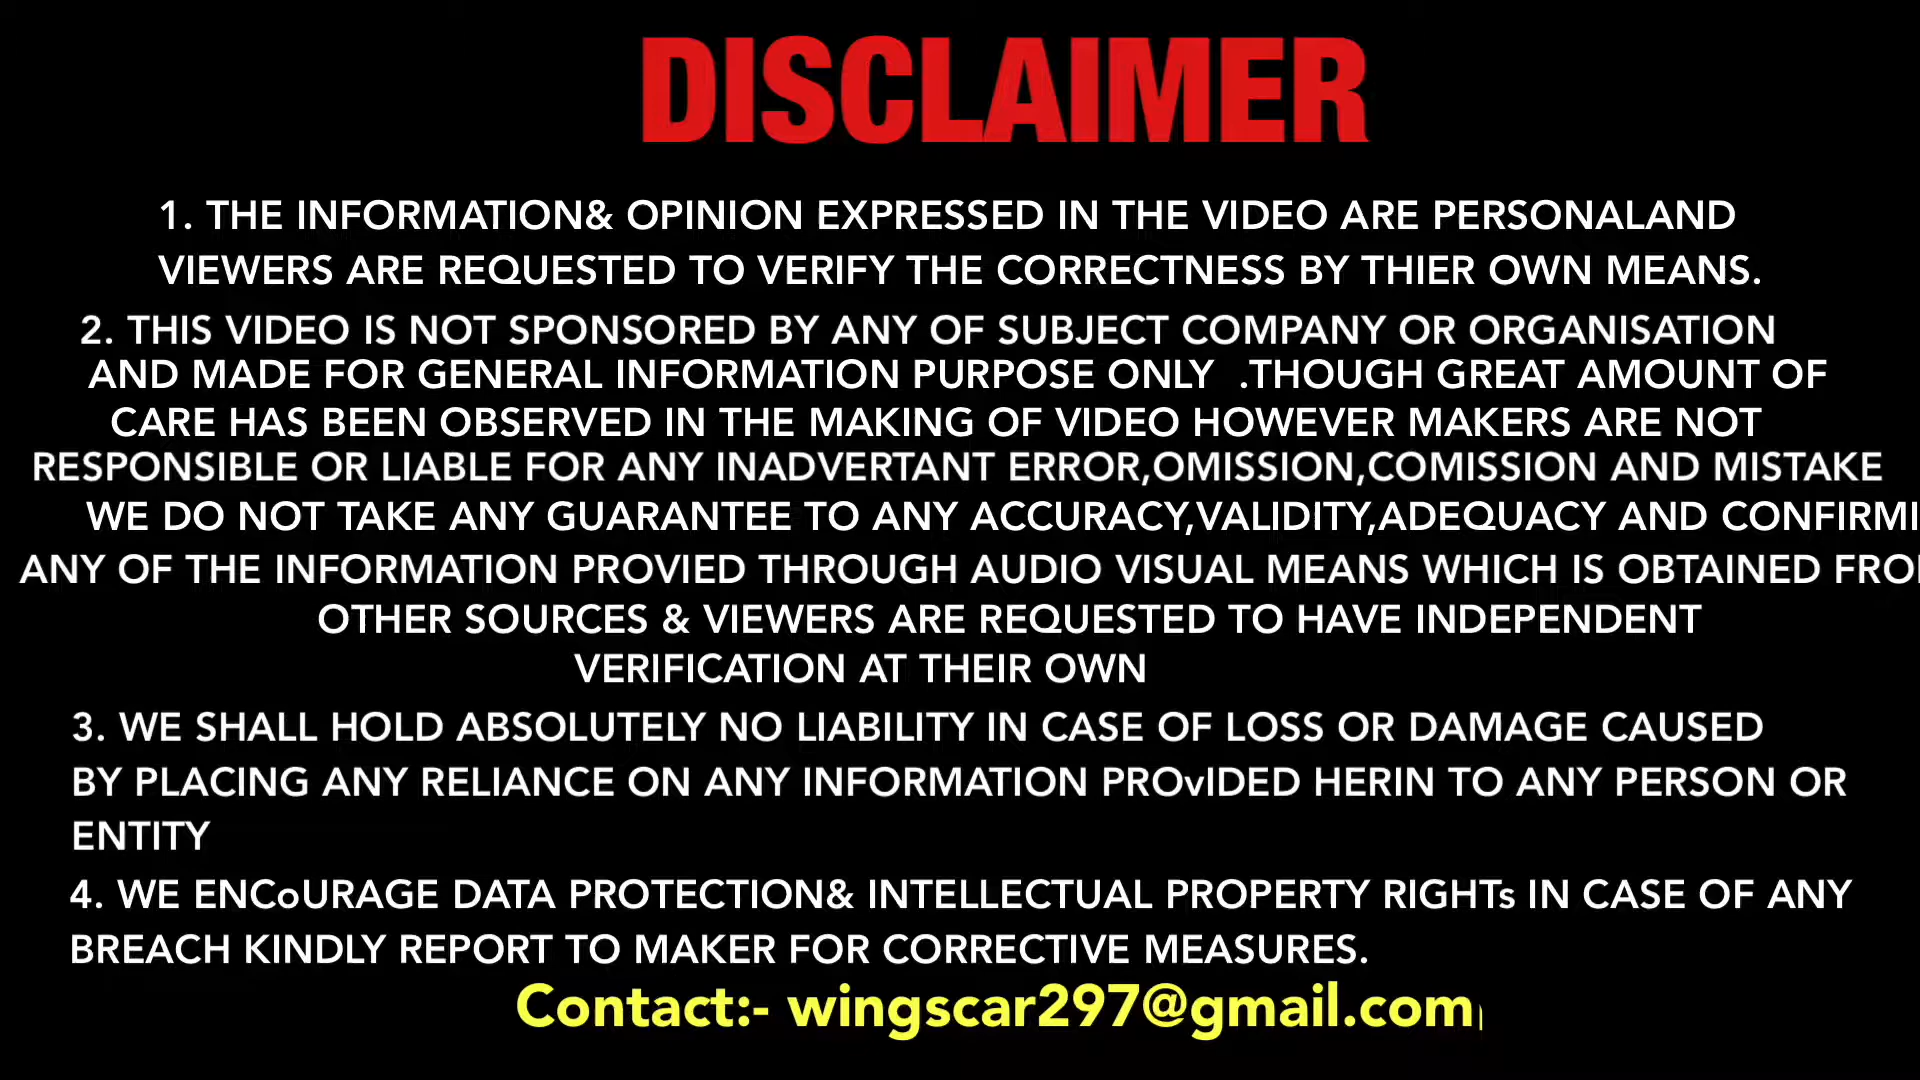 DISCLAIMER
1. THE INFORMATION& OPINION EXPRESSED IN THE VIDEO ARE PERSONALAND
VIEWERS ARE REQUESTED TO VERIFY THE CORRECTNESS BY THIER OWN MEANS.
2. THIS VIDEO IS NOT SPONSORED BY ANY OF SUBJECT COMPANY OR ORGANISATION
AND MADE FOR GENERAL INFORMATION PURPOSE ONLY .THOUGH GREAT AMOUNT OF
CARE HAS BEEN OBSERVED IN THE MAKING OF VIDEO HOWEVER MAKERS ARE NOT
RESPONSIBLE OR LIABLE FOR ANY INADVERTANT ERROR,OMISSION,COMISSION AND MISTAKE
WE DO NOT TAKE ANY GUARANTEE TO ANY ACCURACY,VALIDITY,ADEQUACY AND CONFIRMI
ANY OF THE INFORMATION PROVIED THROUGH AUDIO VISUAL MEANS WHICH IS OBTAINED FRO
OTHER SOURCES & VIEWERS ARE REQUESTED TO HAVE INDEPENDENT
VERIFICATION AT THEIR OWN
3. WE SHALL HOLD ABSOLUTELY NO LIABILITY IN CASE OF LOSS OR DAMAGE CAUSED
BY PLACING ANY RELIANCE ON ANY INFORMATION PROvIDED HERIN TO ANY PERSON OR
ENTITY
4. WE ENCoURAGE DATA PROTECTION& INTELLECTUAL PROPERTY RIGHTs IN CASE OF ANY
BREACH KINDLY REPORT TO MAKER FOR CORRECTIVE MEASURES.
Contact:- wingscar297@gmail.com